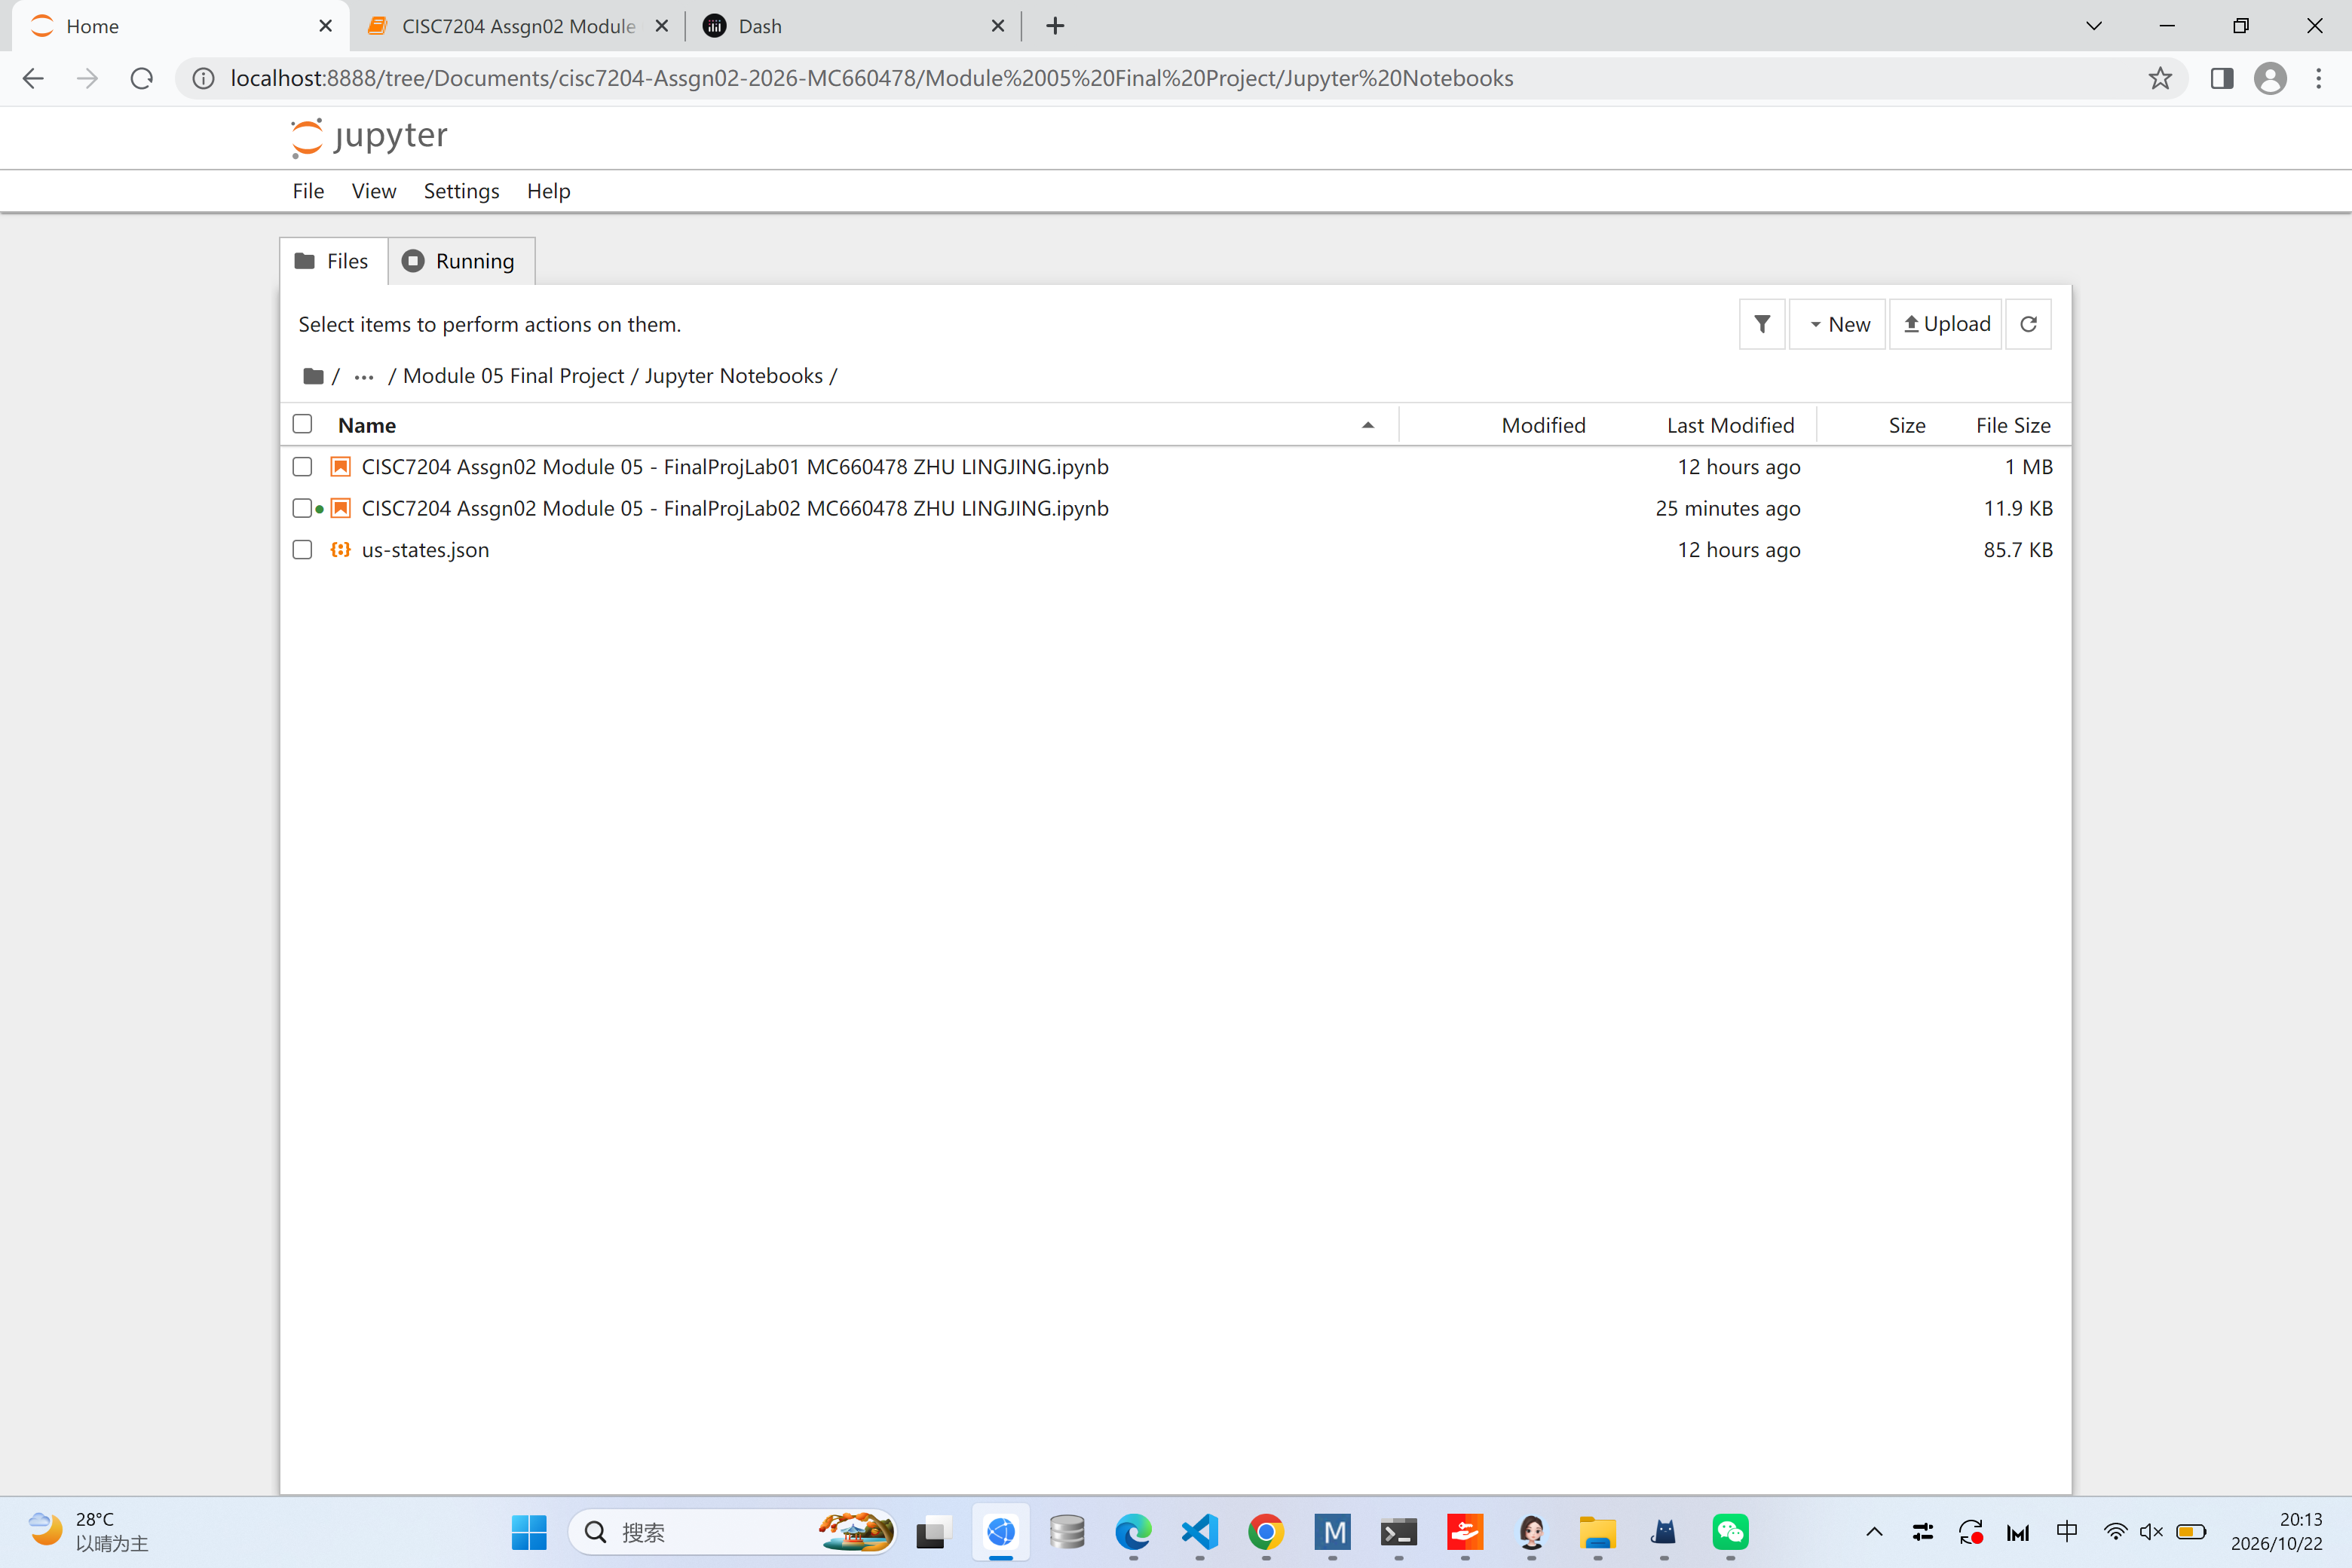 Home
CISC7204 Assgn02 Module
Dash
localhost:8888/tree/Documents/cisc7204-Assgn02-2026-MC660478/Module%2005%20Final%20Project/Jupyter%20Notebooks
jupyter
File View Settings Help
Files Running
Select items to perform actions on them.
New Upload
/ ··· / Module 05 Final Project / Jupyter Notebooks /
Name Modified Last Modified Size File Size
CISC7204 Assgn02 Module 05 - FinalProjLab01 MC660478 ZHU LINGJING.ipynb 12 hours ago 1 MB
CISC7204 Assgn02 Module 05 - FinalProjLab02 MC660478 ZHU LINGJING.ipynb 25 minutes ago 11.9 KB
us-states.json 12 hours ago 85.7 KB
28°C
以晴为主
搜索
M
中
20:13
2026/10/22